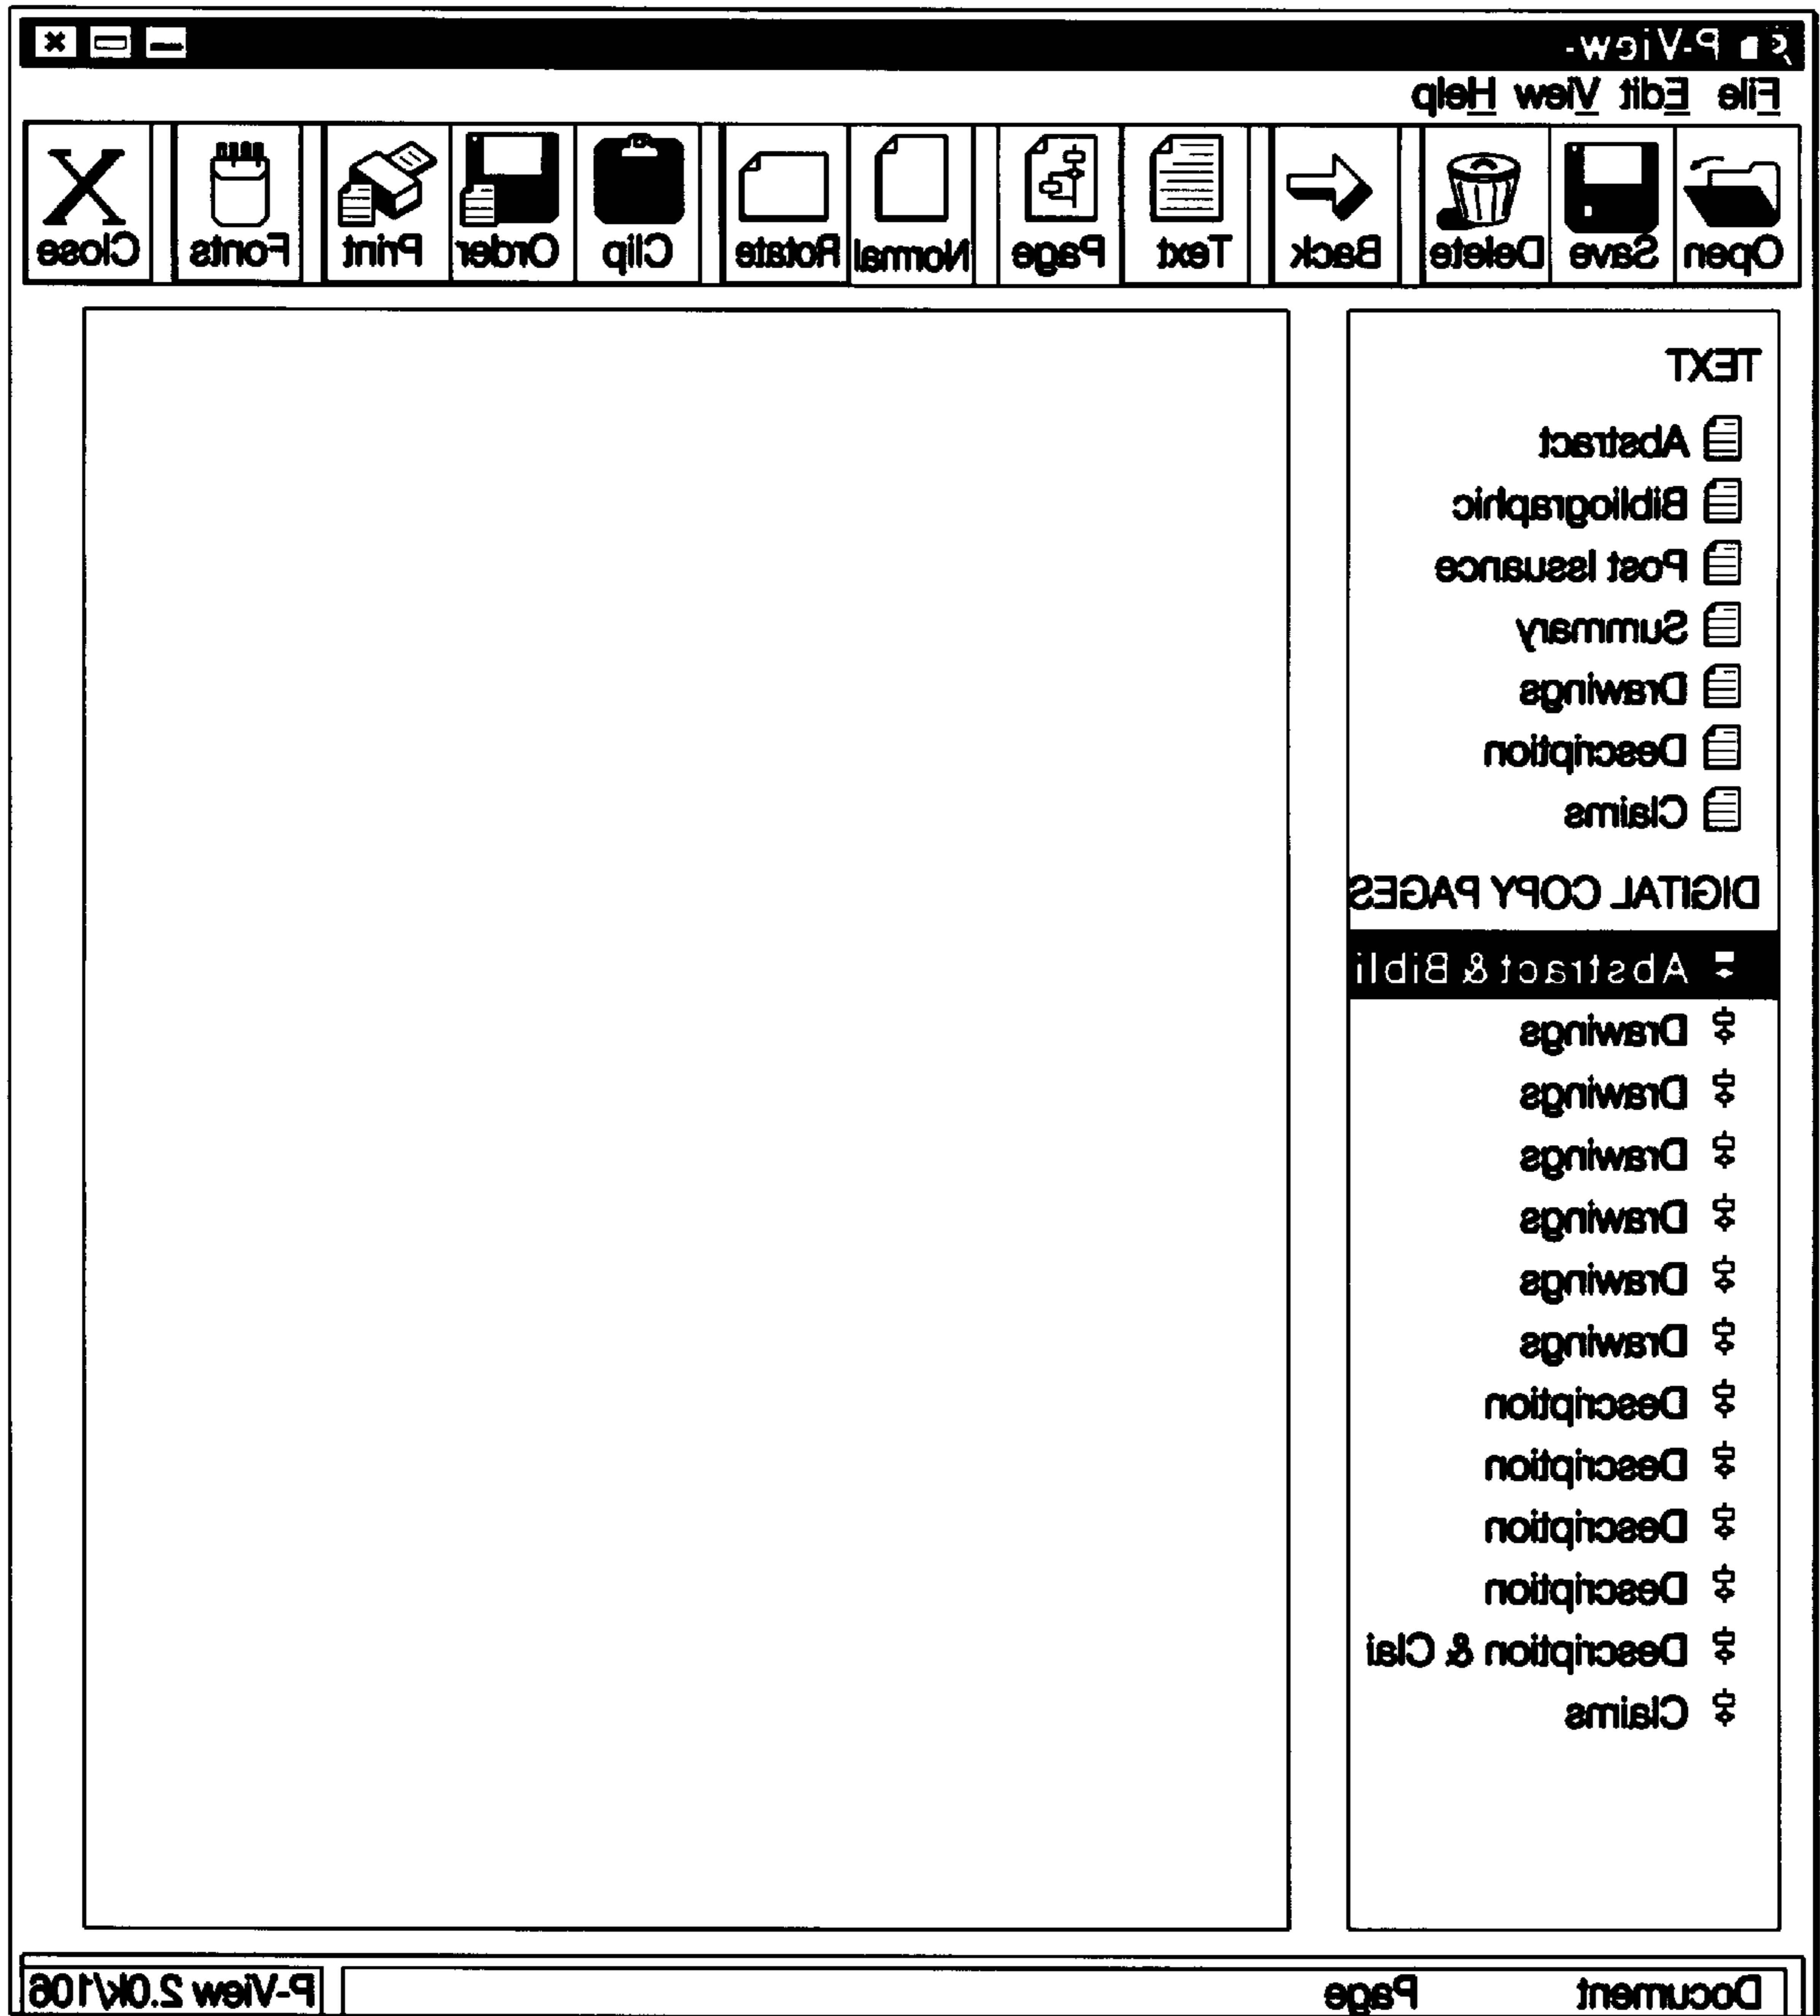 P-View-
File Edit View Help
Open Save Delete Back Text Page Normal Rotate Clip Order Print Fonts Close
TEXT
Abstract
Bibliographic
Post Issuance
Summary
Drawings
Description
Claims
DIGITAL COPY PAGES
Abstract & Bibli
Drawings
Drawings
Drawings
Drawings
Drawings
Drawings
Description
Description
Description
Description
Description & Clai
Claims
Document Page P-View 2.0k/106